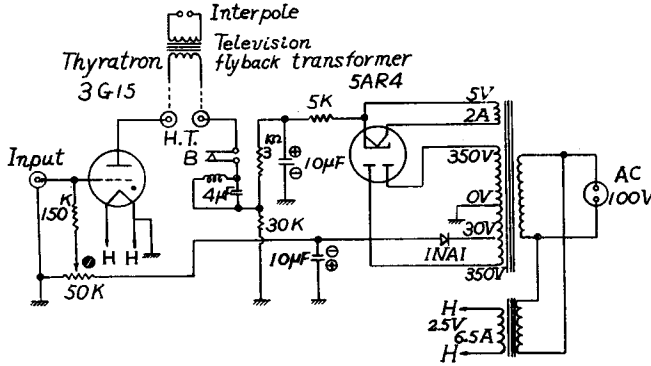 Interpole
Television
flyback transformer
Thyratron
3G15
5AR4
5K
5V
2A
H.T.
B
3 KΩ
10μF
350V
Input
AC
100V
4μF
0V
150 K
30K
30V
H H
10μF
1NA1
350V
50K
H
2.5V
6.5A
H